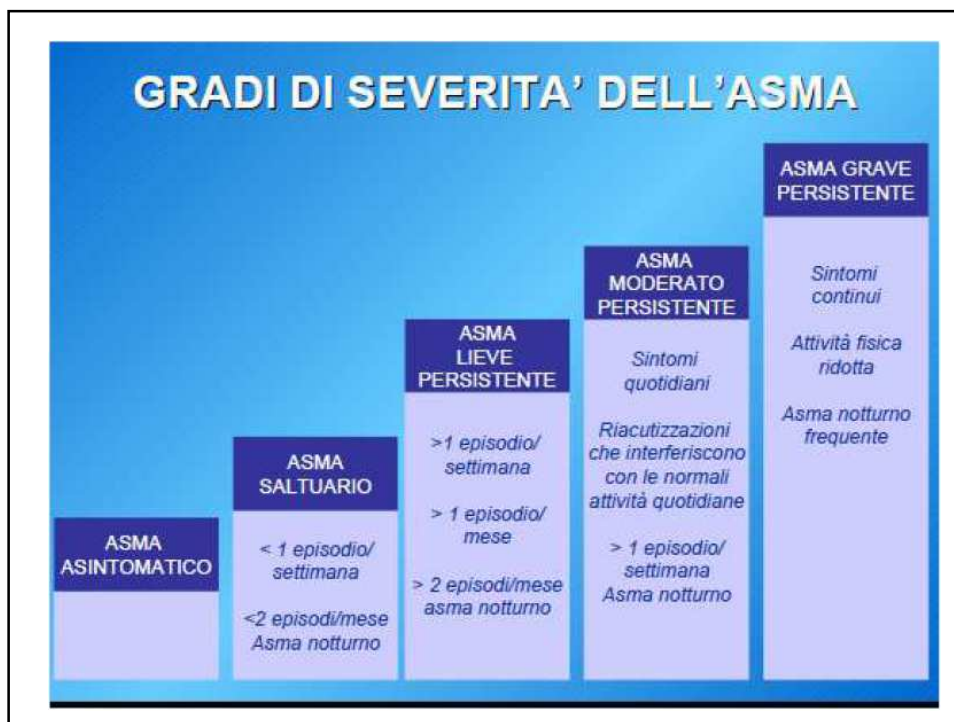 GRADI DI SEVERITA' DELL'ASMA
ASMA
ASINTOMATICO
ASMA
SALTUARIO
< 1 episodio/
settimana
<2 episodi/mese
Asma notturno
ASMA
LIEVE
PERSISTENTE
>1 episodio/
settimana
> 1 episodio/
mese
> 2 episodi/mese
asma notturno
ASMA
MODERATO
PERSISTENTE
Sintomi
quotidiani
Riacutizzazioni
che interferiscono
con le normali
attività quotidiane
> 1 episodio/
settimana
Asma notturno
ASMA GRAVE
PERSISTENTE
Sintomi
continui
Attività fisica
ridotta
Asma notturno
frequente